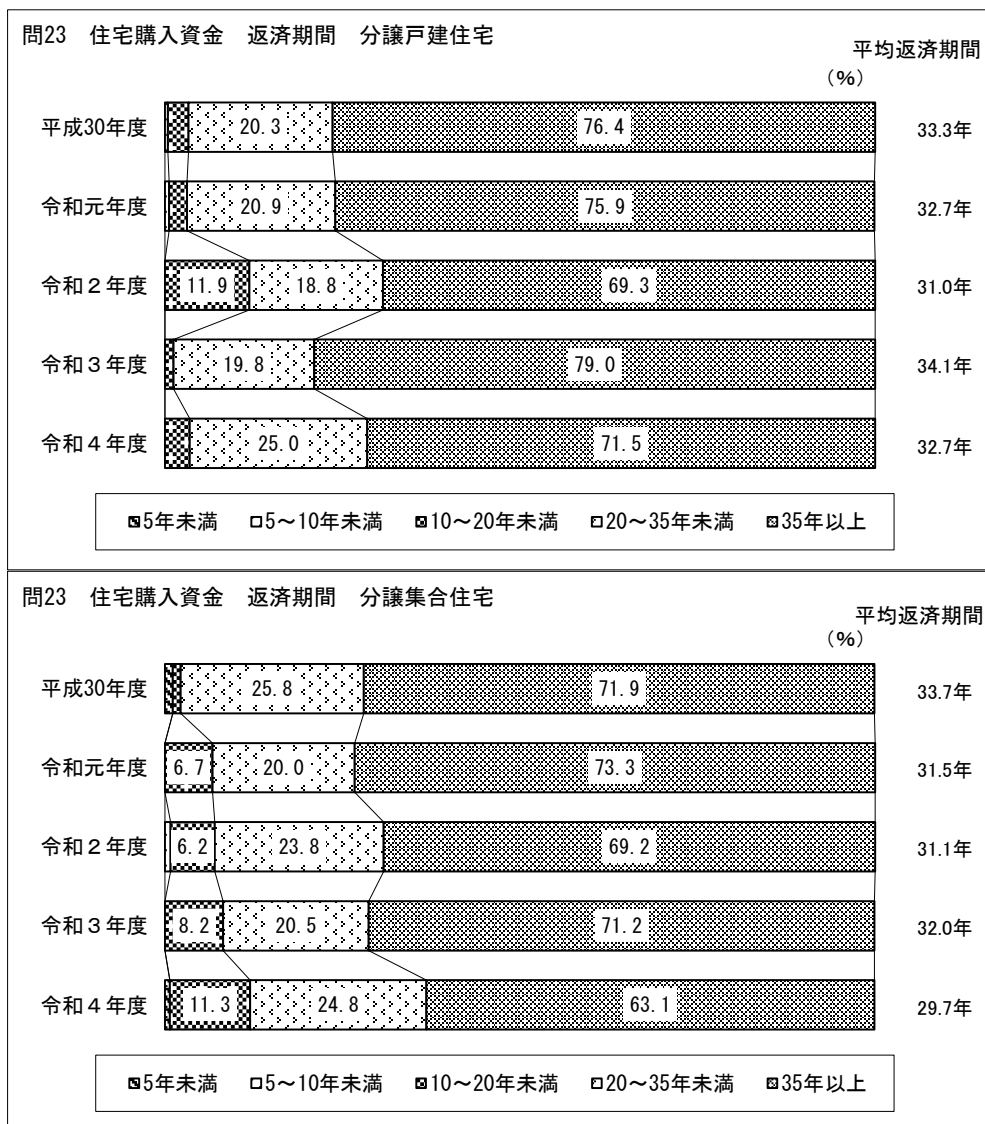 問23　住宅購入資金　返済期間　分譲戸建住宅
平均返済期間
（%）
平成30年度 20.3 76.4 33.3年
令和元年度 20.9 75.9 32.7年
令和２年度 11.9 18.8 69.3 31.0年
令和３年度 19.8 79.0 34.1年
令和４年度 25.0 71.5 32.7年
5年未満 5～10年未満 10～20年未満 20～35年未満 35年以上
問23　住宅購入資金　返済期間　分譲集合住宅
平均返済期間
（%）
平成30年度 25.8 71.9 33.7年
令和元年度 6.7 20.0 73.3 31.5年
令和２年度 6.2 23.8 69.2 31.1年
令和３年度 8.2 20.5 71.2 32.0年
令和４年度 11.3 24.8 63.1 29.7年
5年未満 5～10年未満 10～20年未満 20～35年未満 35年以上